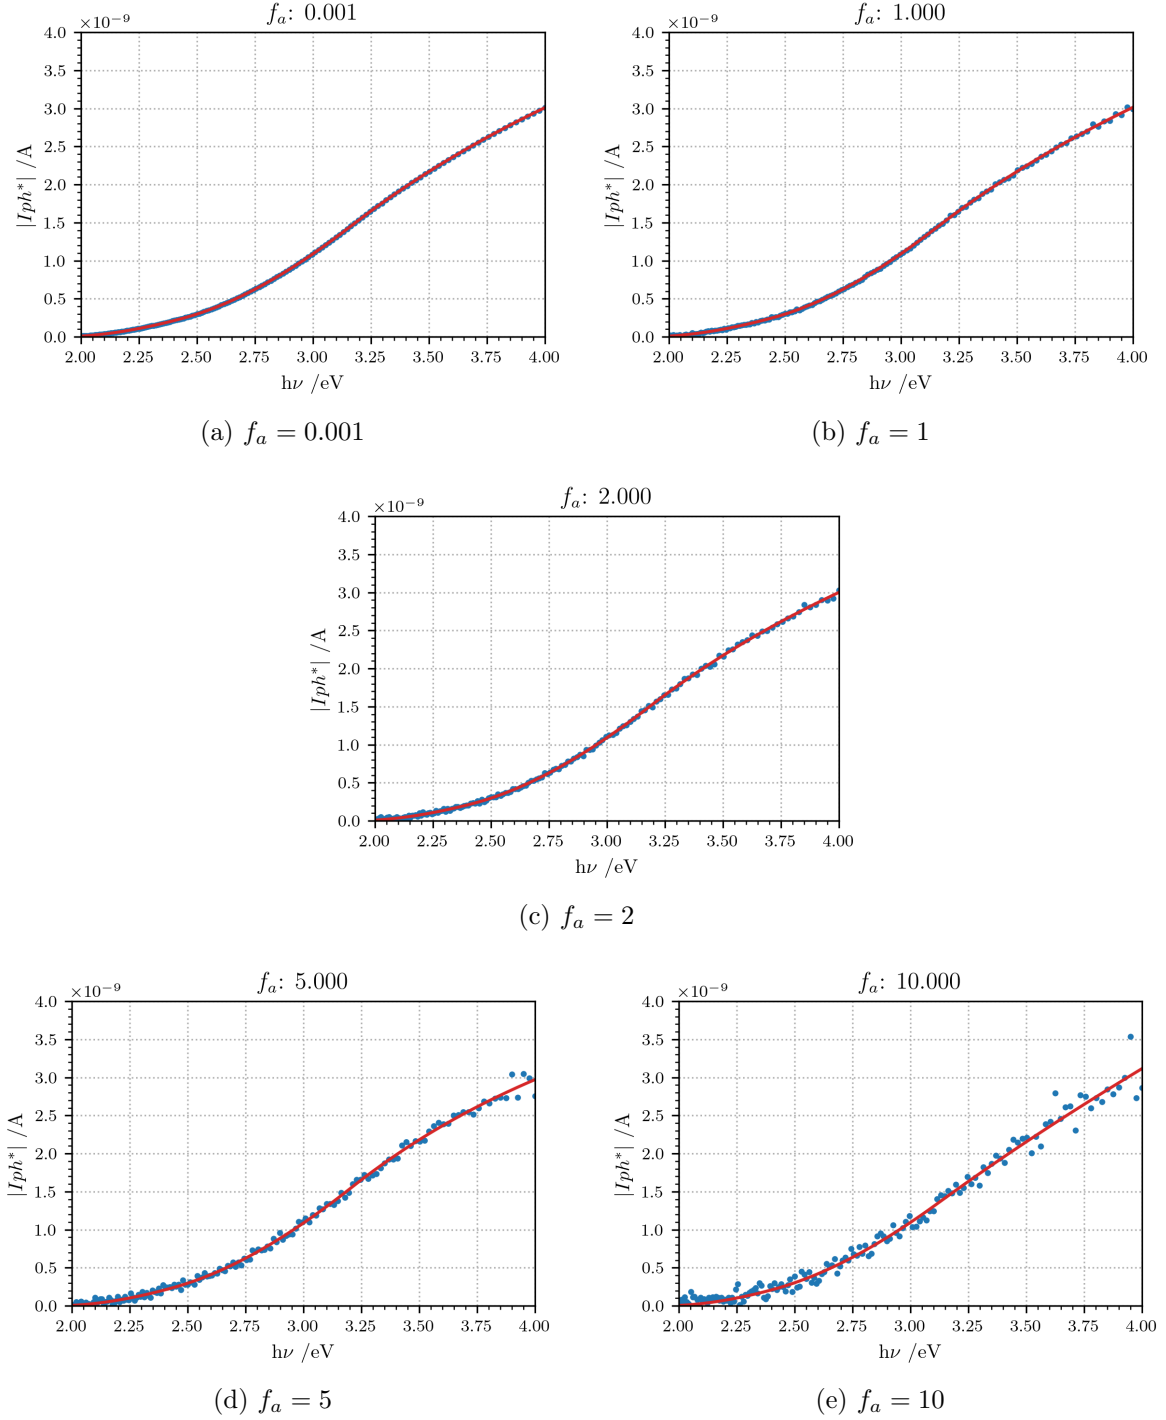 f_a: 0.001
×10⁻⁹
4.0
3.5
3.0
2.5
2.0
1.5
1.0
0.5
0.0
|Iph*| /A
2.00 2.25 2.50 2.75 3.00 3.25 3.50 3.75 4.00
hν /eV
(a) f_a = 0.001
f_a: 1.000
×10⁻⁹
4.0
3.5
3.0
2.5
2.0
1.5
1.0
0.5
0.0
|Iph*| /A
2.00 2.25 2.50 2.75 3.00 3.25 3.50 3.75 4.00
hν /eV
(b) f_a = 1
f_a: 2.000
×10⁻⁹
4.0
3.5
3.0
2.5
2.0
1.5
1.0
0.5
0.0
|Iph*| /A
2.00 2.25 2.50 2.75 3.00 3.25 3.50 3.75 4.00
hν /eV
(c) f_a = 2
f_a: 5.000
×10⁻⁹
4.0
3.5
3.0
2.5
2.0
1.5
1.0
0.5
0.0
|Iph*| /A
2.00 2.25 2.50 2.75 3.00 3.25 3.50 3.75 4.00
hν /eV
(d) f_a = 5
f_a: 10.000
×10⁻⁹
4.0
3.5
3.0
2.5
2.0
1.5
1.0
0.5
0.0
|Iph*| /A
2.00 2.25 2.50 2.75 3.00 3.25 3.50 3.75 4.00
hν /eV
(e) f_a = 10